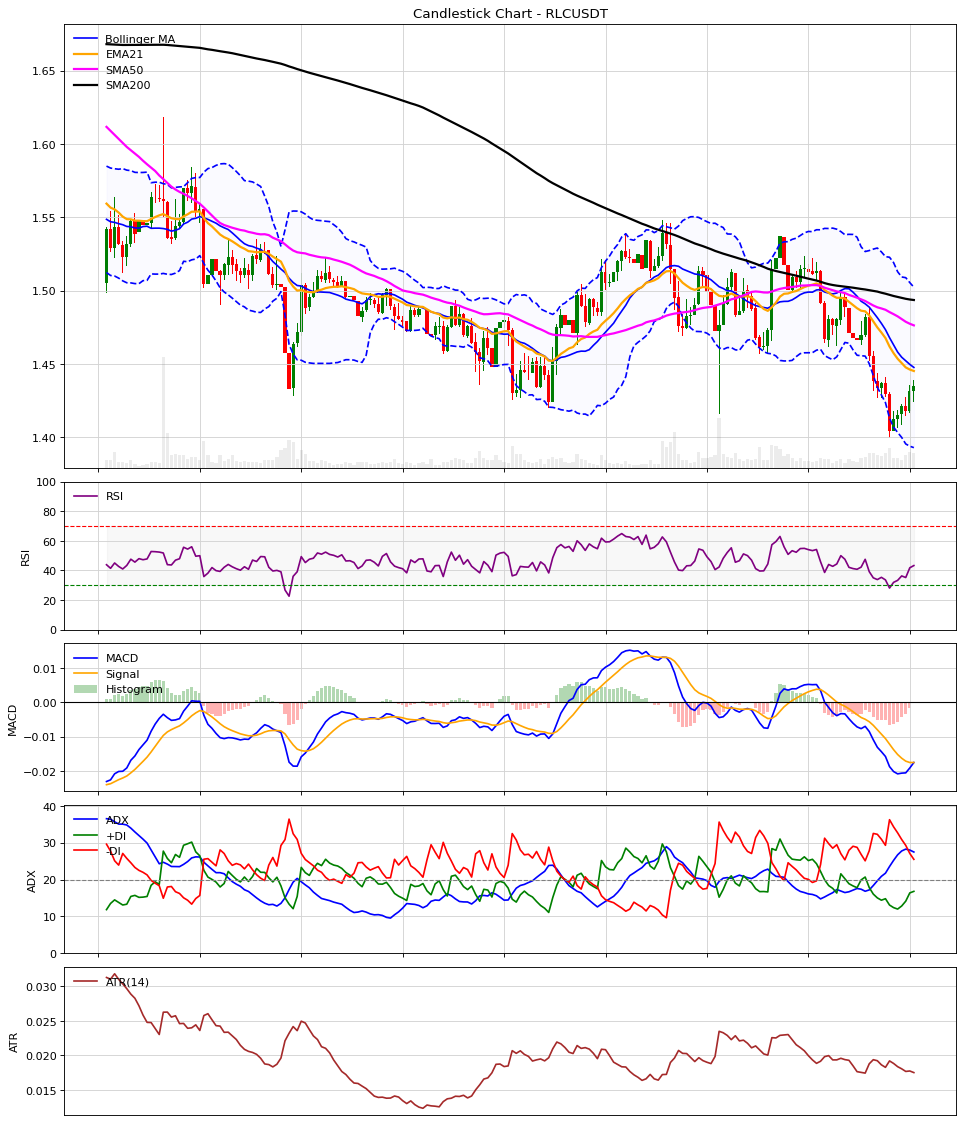 Candlestick Chart - RLCUSDT
Bollinger MA
EMA21
SMA50
SMA200
1.65
1.60
1.55
1.50
1.45
1.40
RSI
RSI
100
80
60
40
20
0
MACD
Signal
Histogram
MACD
0.01
0.00
−0.01
−0.02
ADX
+DI
-DI
ADX
40
30
20
10
0
ATR(14)
ATR
0.030
0.025
0.020
0.015